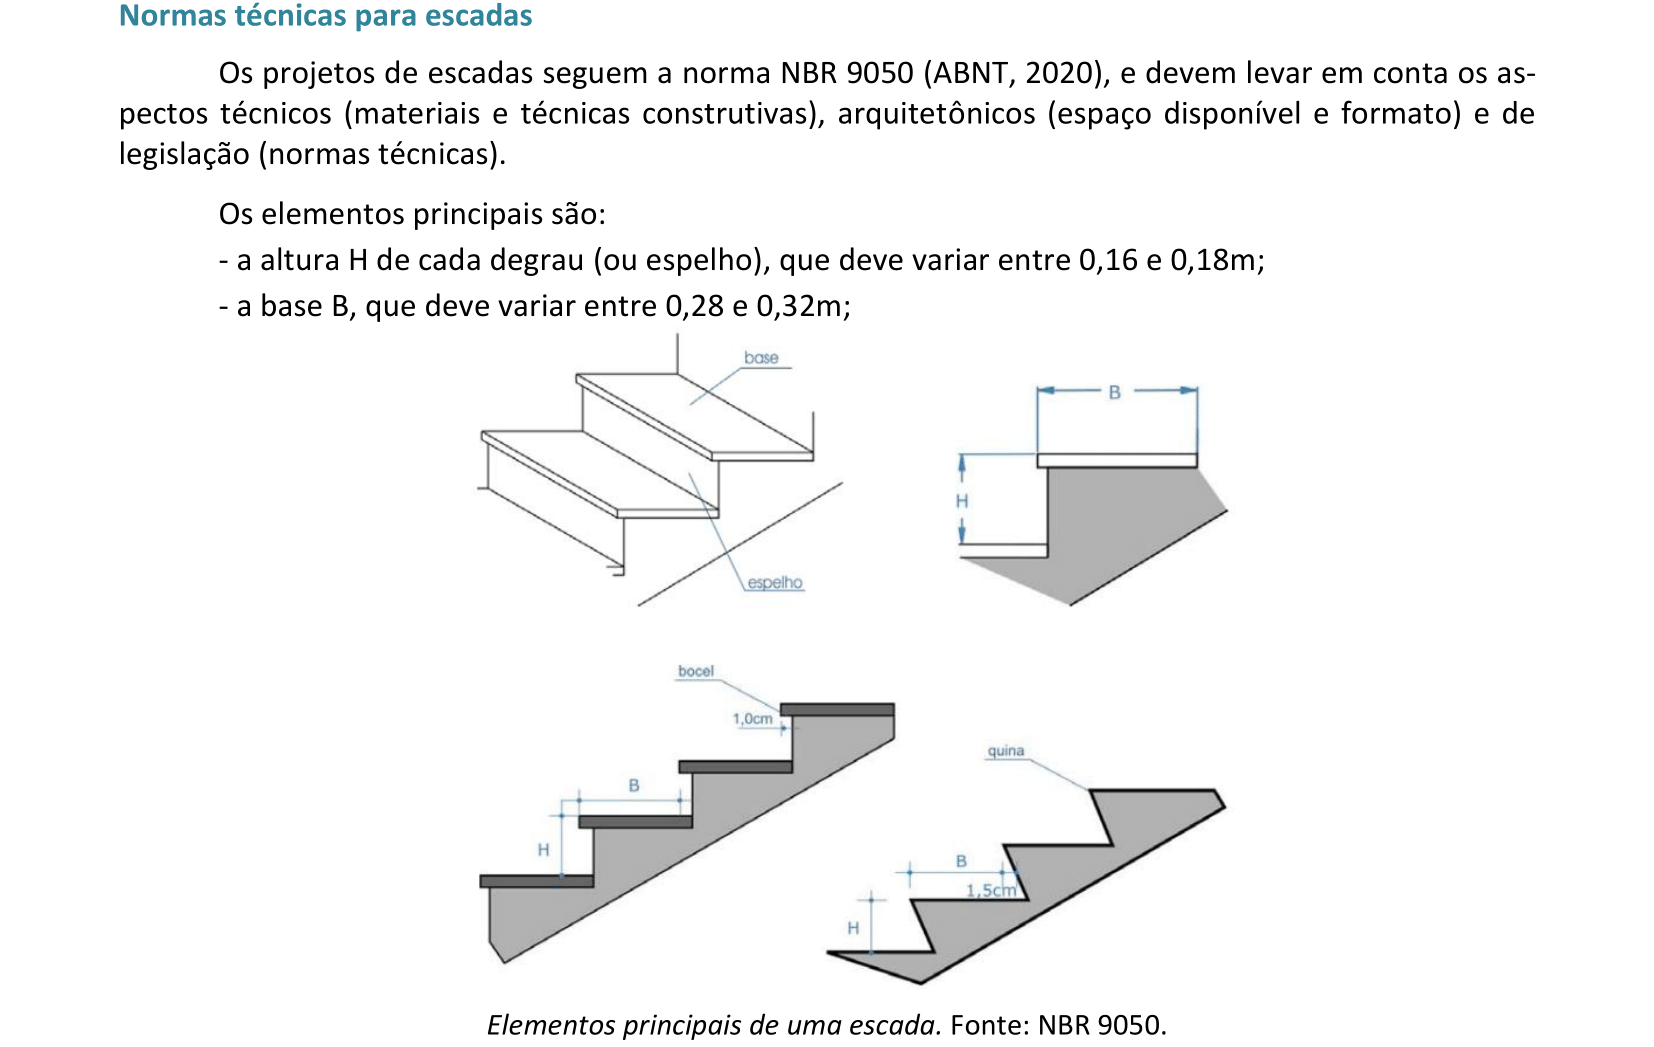 Normas técnicas para escadas
Os projetos de escadas seguem a norma NBR 9050 (ABNT, 2020), e devem levar em conta os as-
pectos técnicos (materiais e técnicas construtivas), arquitetônicos (espaço disponível e formato) e de
legislação (normas técnicas).
Os elementos principais são:
- a altura H de cada degrau (ou espelho), que deve variar entre 0,16 e 0,18m;
- a base B, que deve variar entre 0,28 e 0,32m;
base
espelho
B
H
bocel
1,0cm
B
H
quina
B
1,5cm
H
Elementos principais de uma escada. Fonte: NBR 9050.